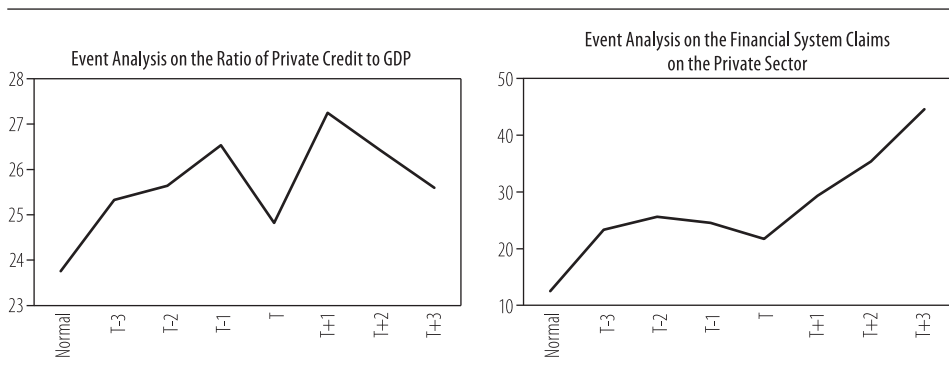 Event Analysis on the Ratio of Private Credit to GDP
28
27
26
25
24
23
Normal
T-3
T-2
T-1
T
T+1
T+2
T+3
Event Analysis on the Financial System Claims
on the Private Sector
50
40
30
20
10
Normal
T-3
T-2
T-1
T
T+1
T+2
T+3